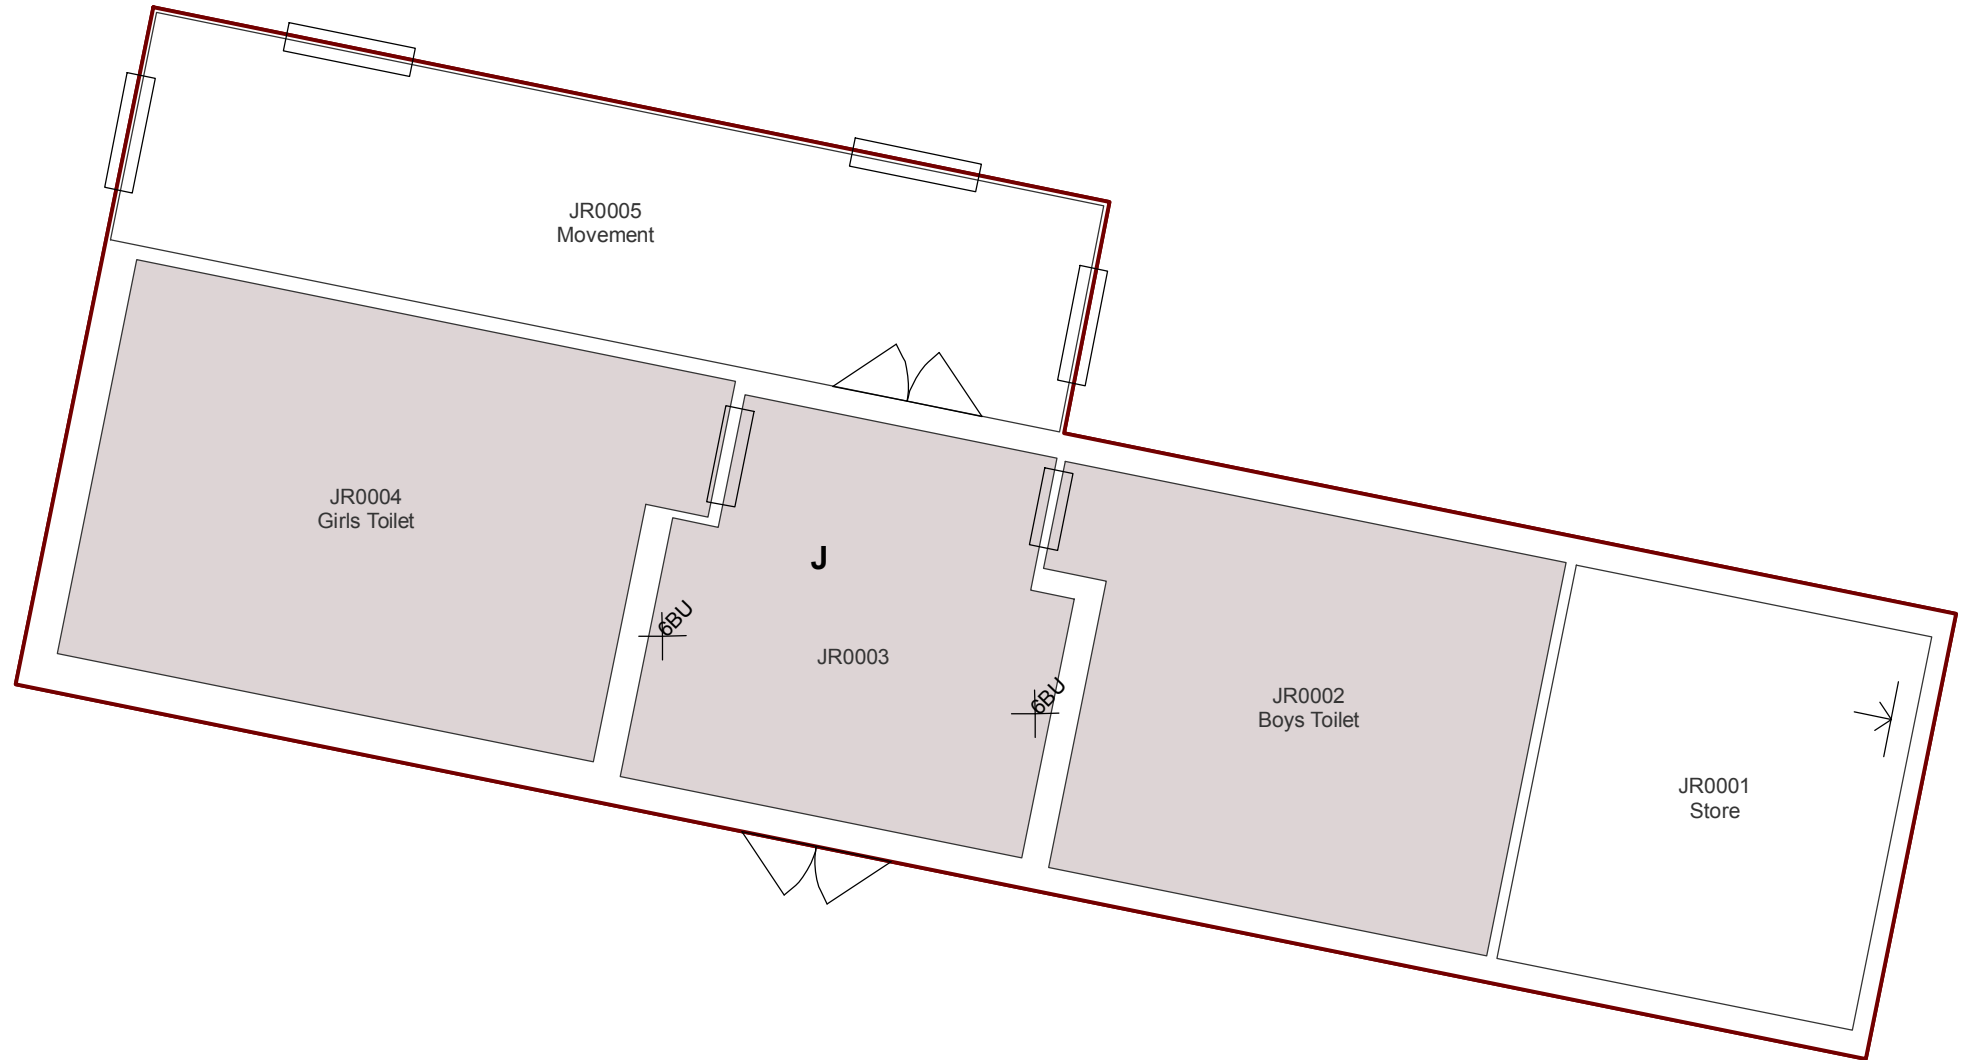 JR0005
Movement
JR0004
Girls Toilet
J
6BU
JR0003
6BU
JR0002
Boys Toilet
JR0001
Store